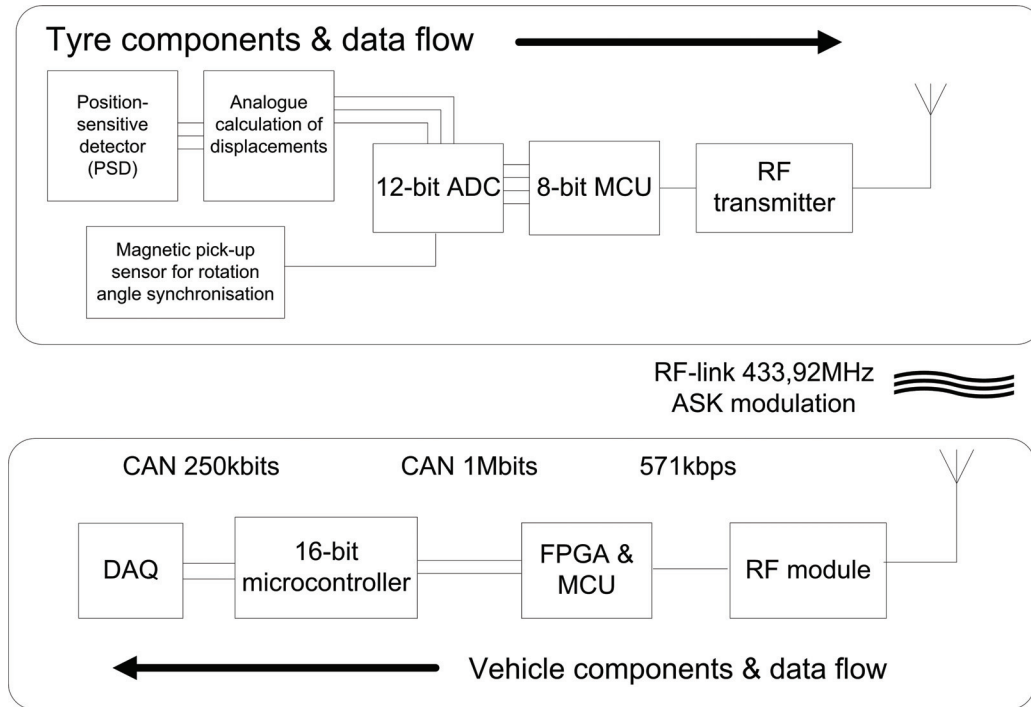 Tyre components & data flow
Position-
sensitive
detector
(PSD)
Analogue
calculation of
displacements
12-bit ADC
8-bit MCU
RF
transmitter
Magnetic pick-up
sensor for rotation
angle synchronisation
RF-link 433,92MHz
ASK modulation
CAN 250kbits
CAN 1Mbits
571kbps
DAQ
16-bit
microcontroller
FPGA &
MCU
RF module
Vehicle components & data flow